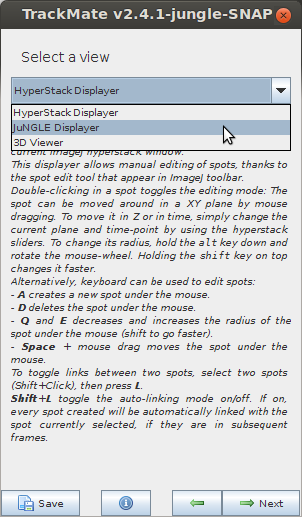 TrackMate v2.4.1-jungle-SNAP
Select a view
HyperStack Displayer
HyperStack Displayer
JuNGLE Displayer
3D Viewer
current ImageJ hyperstack window.
This displayer allows manual editing of spots, thanks to
the spot edit tool that appear in ImageJ toolbar.
Double-clicking in a spot toggles the editing mode: The
spot can be moved around in a XY plane by mouse
dragging. To move it in Z or in time, simply change the
current plane and time-point by using the hyperstack
sliders. To change its radius, hold the alt key down and
rotate the mouse-wheel. Holding the shift key on top
changes it faster.
Alternatively, keyboard can be used to edit spots:
- A creates a new spot under the mouse.
- D deletes the spot under the mouse.
- Q and E decreases and increases the radius of the
spot under the mouse (shift to go faster).
- Space + mouse drag moves the spot under the
mouse.
To toggle links between two spots, select two spots
(Shift+Click), then press L.
Shift+L toggle the auto-linking mode on/off. If on,
every spot created will be automatically linked with the
spot currently selected, if they are in subsequent
frames.
Save
Next